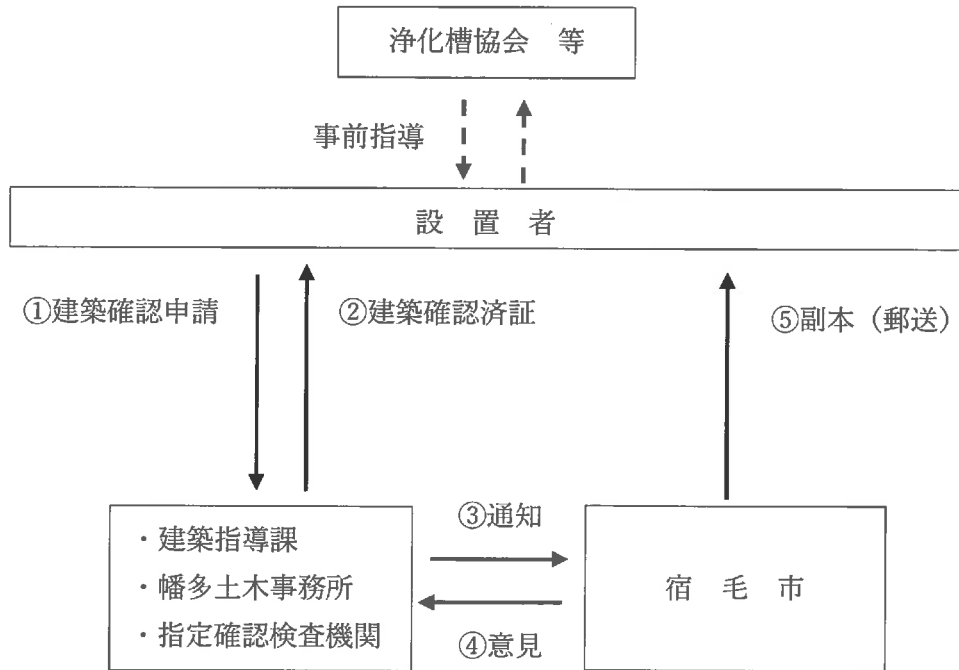 浄化槽協会　等
事前指導
設　置　者
①建築確認申請
②建築確認済証
⑤副本（郵送）
・建築指導課
・幡多土木事務所
・指定確認検査機関
③通知
④意見
宿　毛　市